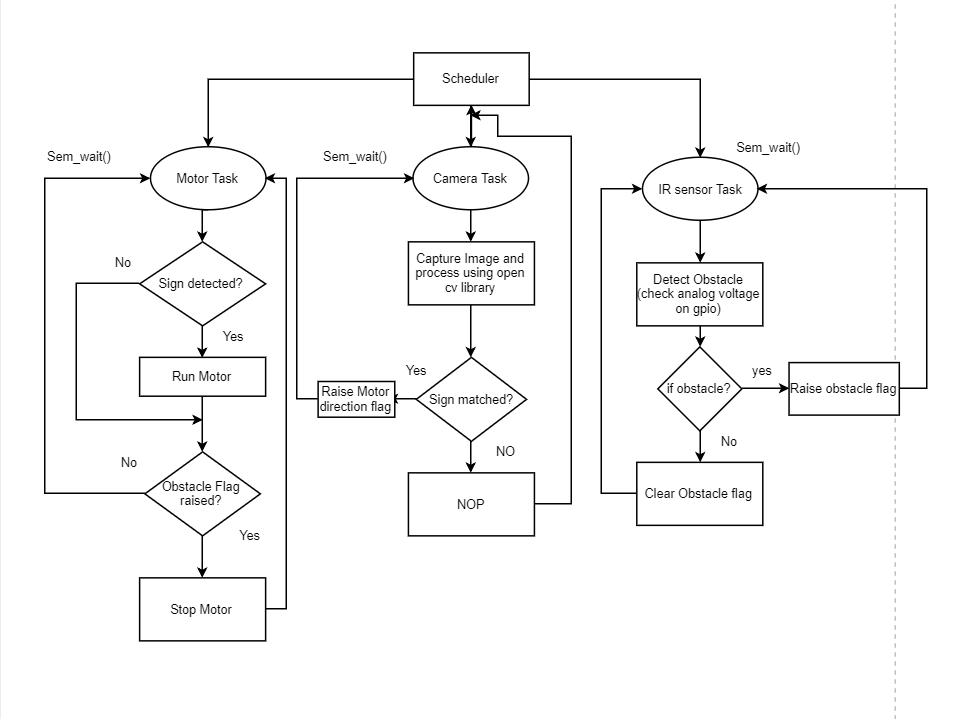 Scheduler
Sem_wait()
Motor Task
No
Sign detected?
Yes
Run Motor
No
Obstacle Flag
raised?
Yes
Stop Motor
Sem_wait()
Camera Task
Capture Image and
process using open
cv library
Yes
Raise Motor
direction flag
Sign matched?
NO
NOP
Sem_wait()
IR sensor Task
Detect Obstacle
(check analog voltage
on gpio)
if obstacle?
yes
Raise obstacle flag
No
Clear Obstacle flag